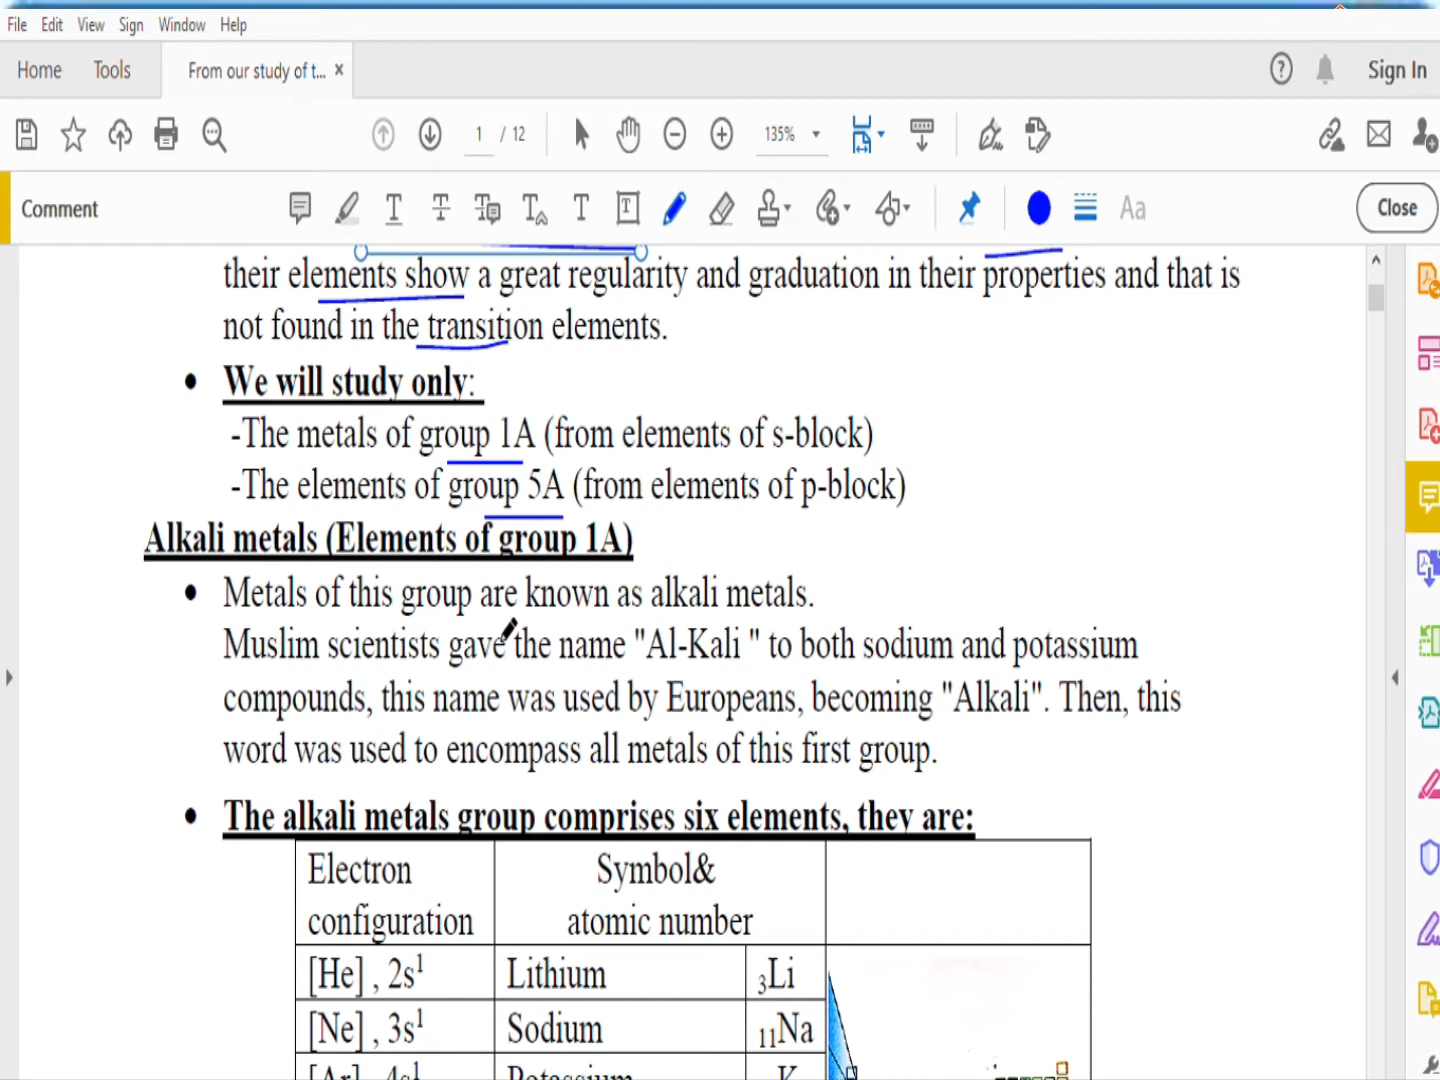 File Edit View Sign Window Help
Home Tools From our study of t... × Sign In
1 / 12 135%
Comment Aa Close
their elements show a great regularity and graduation in their properties and that is
not found in the transition elements.
• We will study only:
-The metals of group 1A (from elements of s-block)
-The elements of group 5A (from elements of p-block)
Alkali metals (Elements of group 1A)
• Metals of this group are known as alkali metals.
Muslim scientists gave the name "Al-Kali " to both sodium and potassium
compounds, this name was used by Europeans, becoming "Alkali". Then, this
word was used to encompass all metals of this first group.
• The alkali metals group comprises six elements, they are:
Electron Symbol&
configuration atomic number
[He] , 2s¹ Lithium ₃Li
[Ne] , 3s¹ Sodium ₁₁Na
[Ar] 4s¹ Potassium K